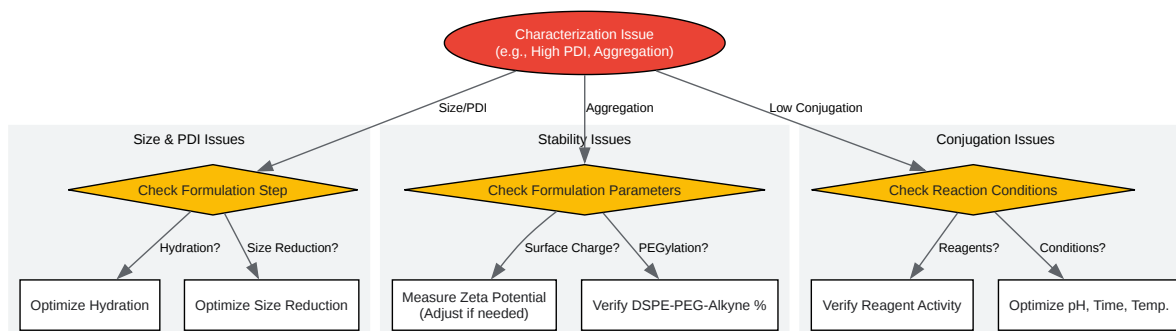 Characterization Issue
(e.g., High PDI, Aggregation)
Size/PDI
Aggregation
Low Conjugation
Size & PDI Issues
Stability Issues
Conjugation Issues
Check Formulation Step
Check Formulation Parameters
Check Reaction Conditions
Hydration?
Size Reduction?
Surface Charge?
PEGylation?
Reagents?
Conditions?
Optimize Hydration
Optimize Size Reduction
Measure Zeta Potential
(Adjust if needed)
Verify DSPE-PEG-Alkyne %
Verify Reagent Activity
Optimize pH, Time, Temp.